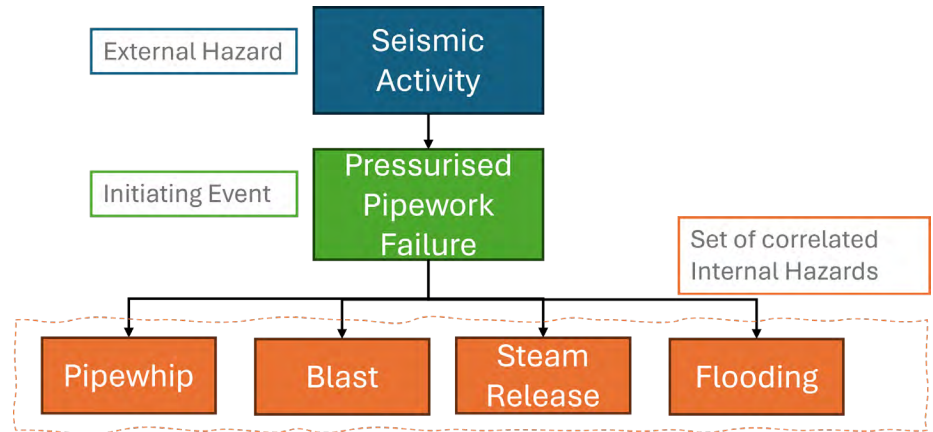 External Hazard
Seismic
Activity
Initiating Event
Pressurised
Pipework
Failure
Set of correlated
Internal Hazards
Pipewhip
Blast
Steam
Release
Flooding